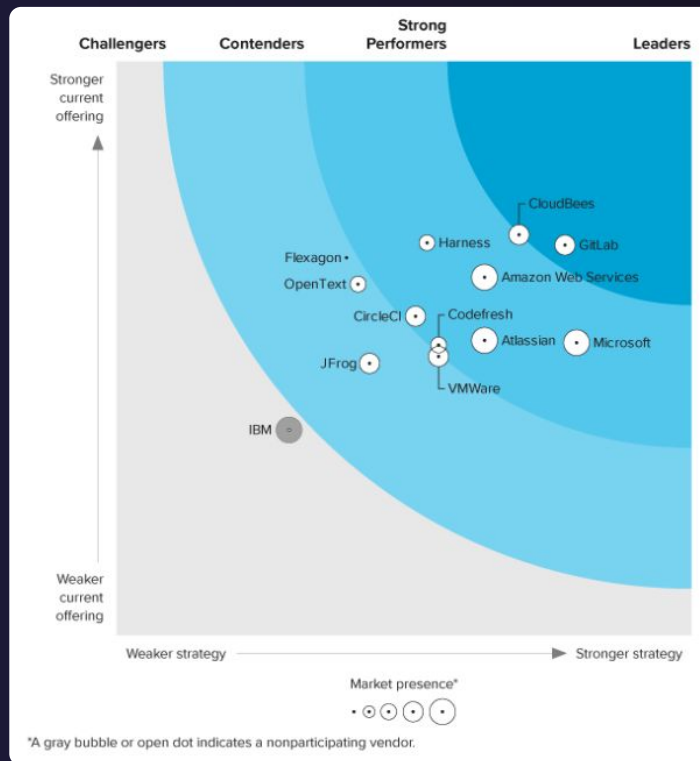 Challengers
Contenders
Strong
Performers
Leaders
Stronger
current
offering
CloudBees
Harness
GitLab
Flexagon
OpenText
Amazon Web Services
CircleCI
Codefresh
Atlassian
Microsoft
JFrog
VMWare
IBM
Weaker
current
offering
Weaker strategy
Stronger strategy
Market presence*
*A gray bubble or open dot indicates a nonparticipating vendor.